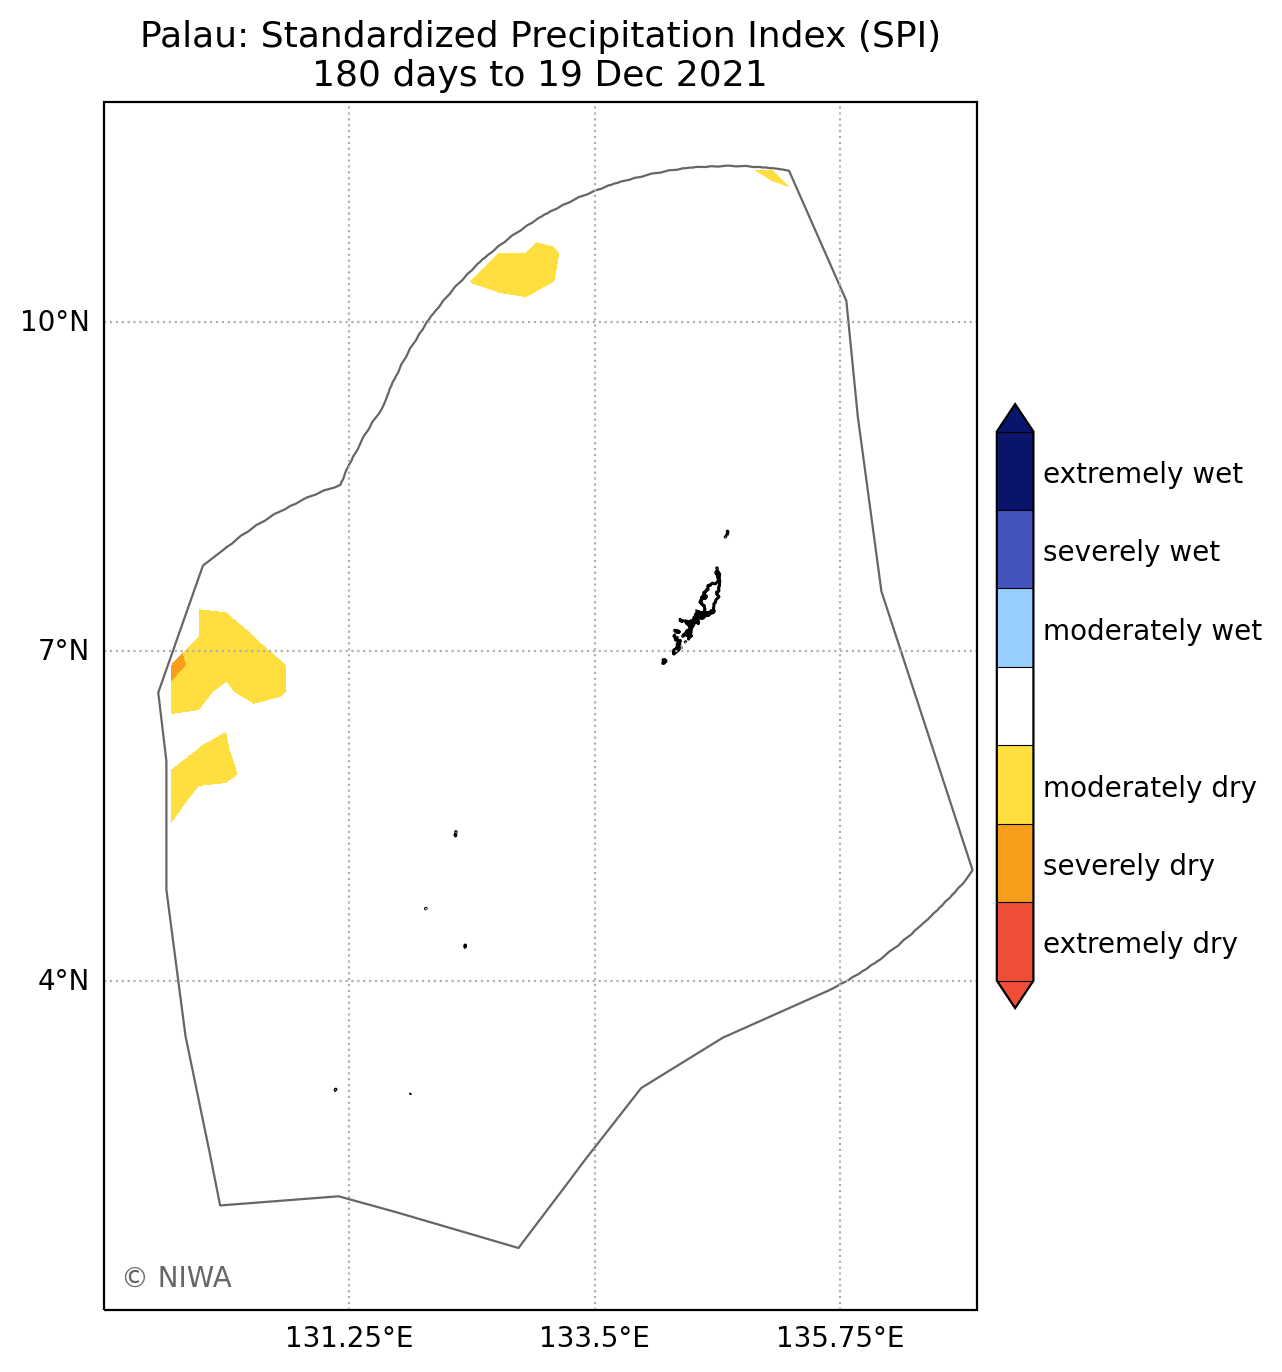 Palau: Standardized Precipitation Index (SPI)
180 days to 19 Dec 2021
10°N
7°N
4°N
131.25°E
133.5°E
135.75°E
extremely wet
severely wet
moderately wet
moderately dry
severely dry
extremely dry
© NIWA